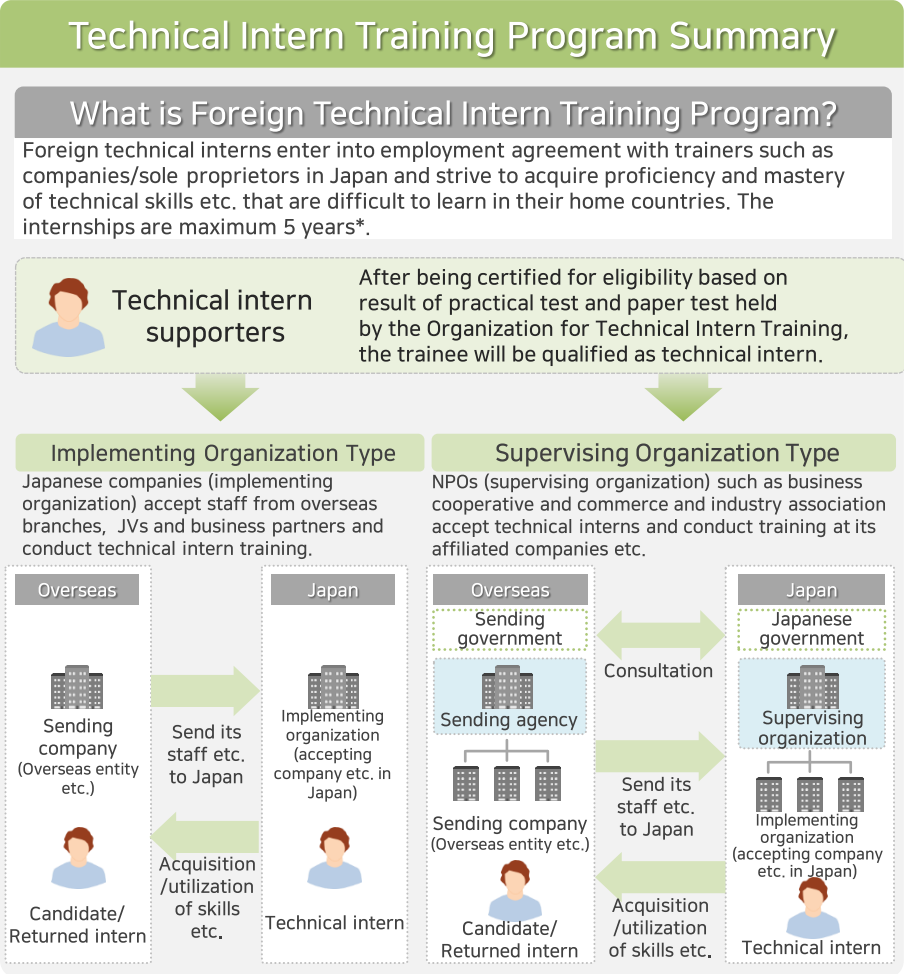 Technical Intern Training Program Summary
What is Foreign Technical Intern Training Program?
Foreign technical interns enter into employment agreement with trainers such as
companies/sole proprietors in Japan and strive to acquire proficiency and mastery
of technical skills etc. that are difficult to learn in their home countries. The
internships are maximum 5 years*.
Technical intern
supporters
After being certified for eligibility based on
result of practical test and paper test held
by the Organization for Technical Intern Training,
the trainee will be qualified as technical intern.
Implementing Organization Type
Japanese companies (implementing
organization) accept staff from overseas
branches, JVs and business partners and
conduct technical intern training.
Overseas
Sending
company
(Overseas entity
etc.)
Candidate/
Returned intern
Send its
staff etc.
to Japan
Acquisition
/utilization
of skills
etc.
Japan
Implementing
organization
(accepting
company etc. in
Japan)
Technical intern
Supervising Organization Type
NPOs (supervising organization) such as business
cooperative and commerce and industry association
accept technical interns and conduct training at its
affiliated companies etc.
Overseas
Sending
government
Sending agency
Sending company
(Overseas entity etc.)
Candidate/
Returned intern
Consultation
Send its
staff etc.
to Japan
Acquisition
/utilization
of skills etc.
Japan
Japanese
government
Supervising
organization
Implementing
organization
(accepting company
etc. in Japan)
Technical intern